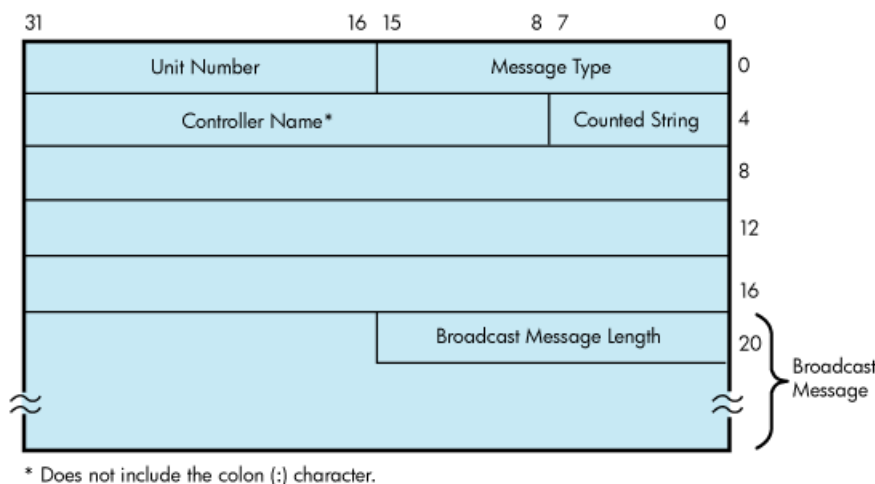 31 16 15 8 7 0
Unit Number Message Type 0
Controller Name* Counted String 4
8
12
16
Broadcast Message Length 20
Broadcast
Message
* Does not include the colon (:) character.